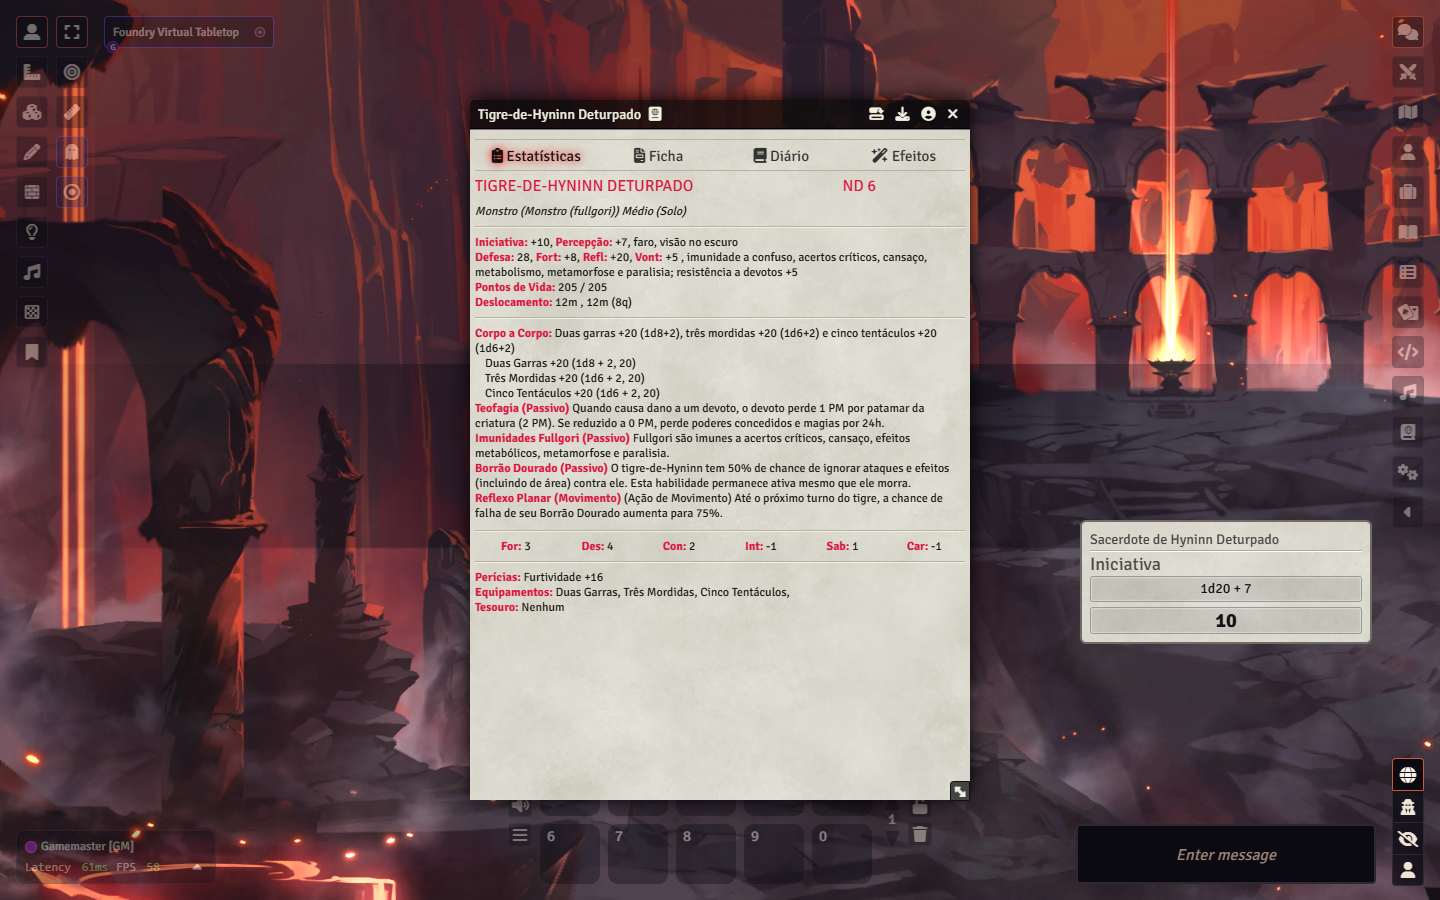 Foundry Virtual Tabletop
G
Tigre-de-Hyninn Deturpado
Estatísticas
Ficha
Diário
Efeitos
TIGRE-DE-HYNINN DETURPADO
ND 6
Monstro (Monstro (fullgori)) Médio (Solo)
Iniciativa: +10, Percepção: +7, faro, visão no escuro
Defesa: 28, Fort: +8, Refl: +20, Vont: +5 , imunidade a confuso, acertos críticos, cansaço,
metabolismo, metamorfose e paralisia; resistência a devotos +5
Pontos de Vida: 205 / 205
Deslocamento: 12m , 12m (8q)
Corpo a Corpo: Duas garras +20 (1d8+2), três mordidas +20 (1d6+2) e cinco tentáculos +20
(1d6+2)
Duas Garras +20 (1d8 + 2, 20)
Três Mordidas +20 (1d6 + 2, 20)
Cinco Tentáculos +20 (1d6 + 2, 20)
Teofagia (Passivo) Quando causa dano a um devoto, o devoto perde 1 PM por patamar da
criatura (2 PM). Se reduzido a 0 PM, perde poderes concedidos e magias por 24h.
Imunidades Fullgori (Passivo) Fullgori são imunes a acertos críticos, cansaço, efeitos
metabólicos, metamorfose e paralisia.
Borrão Dourado (Passivo) O tigre-de-Hyninn tem 50% de chance de ignorar ataques e efeitos
(incluindo de área) contra ele. Esta habilidade permanece ativa mesmo que ele morra.
Reflexo Planar (Movimento) (Ação de Movimento) Até o próximo turno do tigre, a chance de
falha de seu Borrão Dourado aumenta para 75%.
For: 3
Des: 4
Con: 2
Int: -1
Sab: 1
Car: -1
Perícias: Furtividade +16
Equipamentos: Duas Garras, Três Mordidas, Cinco Tentáculos,
Tesouro: Nenhum
Sacerdote de Hyninn Deturpado
Iniciativa
1d20 + 7
10
6
7
8
9
0
1
Gamemaster [GM]
Latency 61ms FPS 58
Enter message